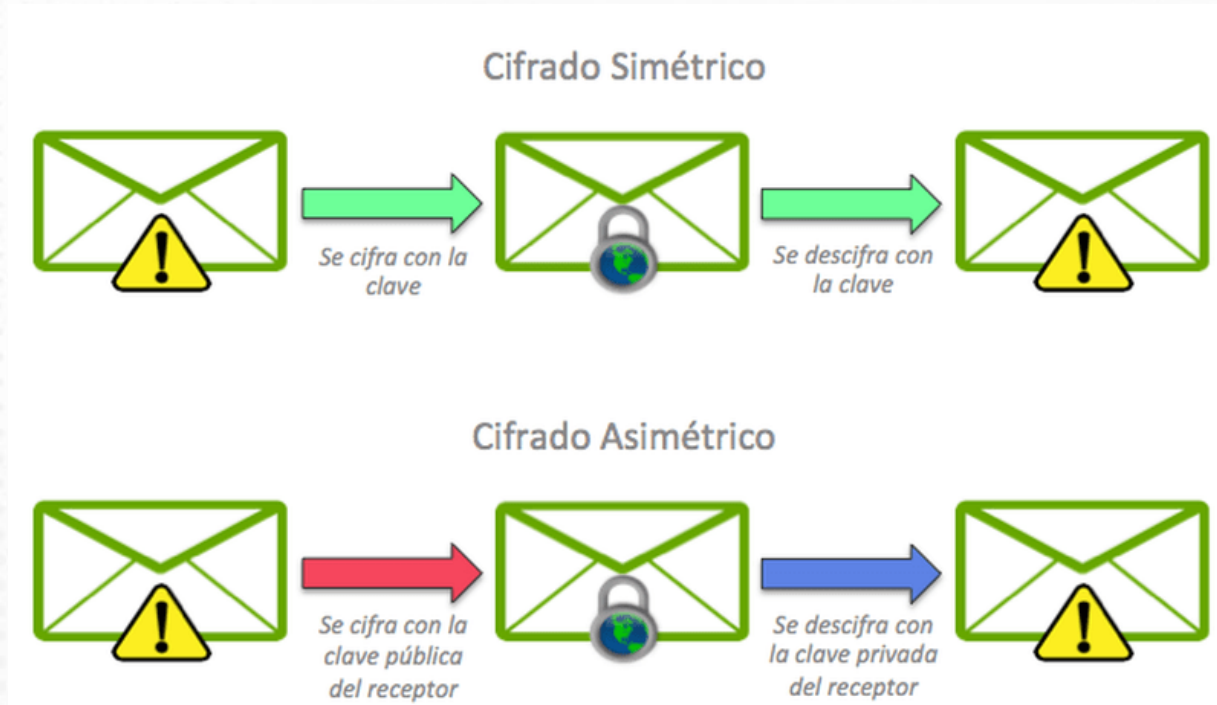 Cifrado Simétrico
Se cifra con la
clave
Se descifra con
la clave
Cifrado Asimétrico
Se cifra con la
clave pública
del receptor
Se descifra con
la clave privada
del receptor